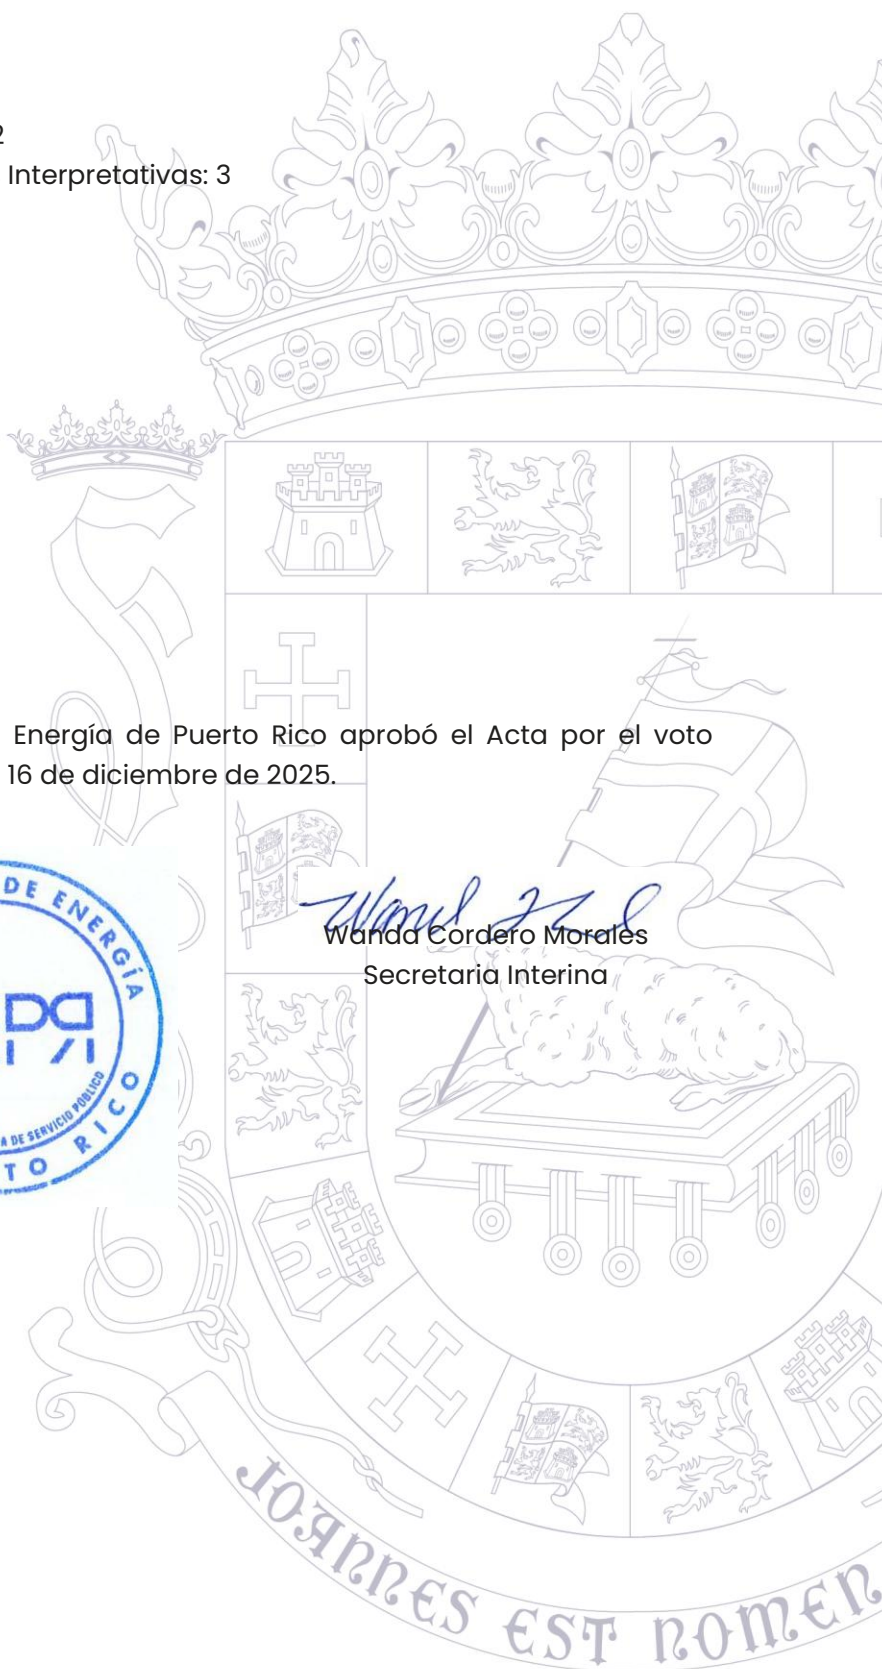 2
Interpretativas: 3
Energía de Puerto Rico aprobó el Acta por el voto
16 de diciembre de 2025.
DE ENERGÍA
A DE SERVICIO PÚBLICO
TO RICO
Wanda Cordero Morales
Secretaria Interina
JOANNES EST NOMEN